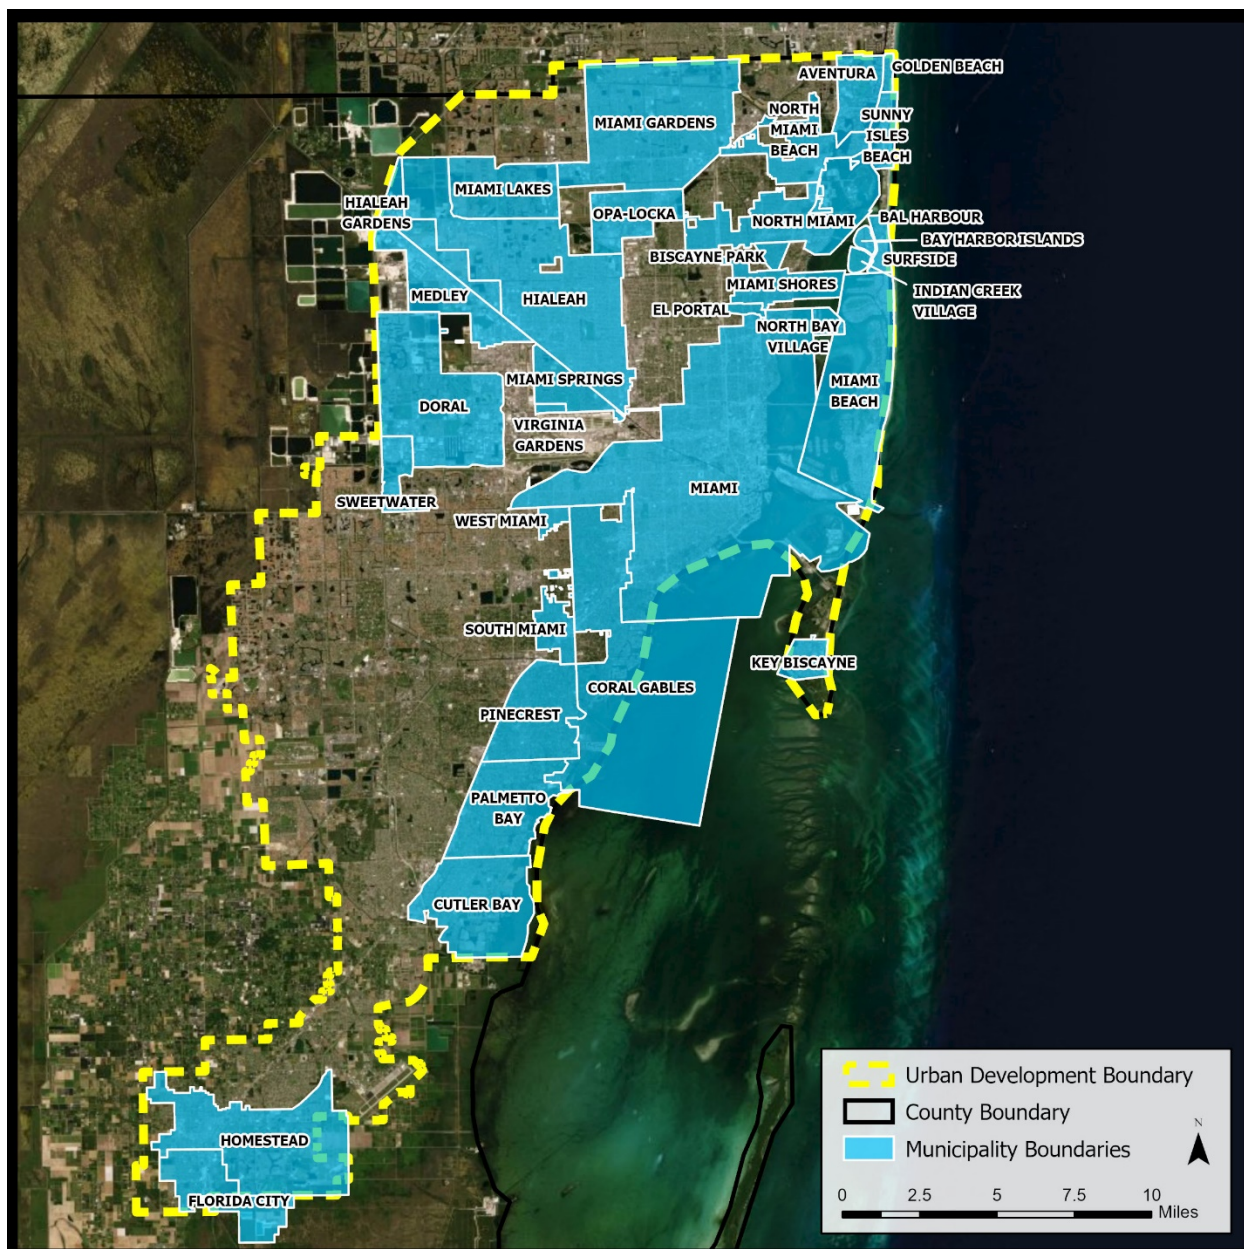 AVENTURA
GOLDEN BEACH
NORTH
MIAMI
BEACH
SUNNY
ISLES
BEACH
MIAMI GARDENS
MIAMI LAKES
HIALEAH
GARDENS
OPA-LOCKA
NORTH MIAMI
BAL HARBOUR
BAY HARBOR ISLANDS
SURFSIDE
BISCAYNE PARK
MIAMI SHORES
INDIAN CREEK
VILLAGE
MEDLEY
HIALEAH
EL PORTAL
NORTH BAY
VILLAGE
MIAMI SPRINGS
MIAMI
BEACH
DORAL
VIRGINIA
GARDENS
MIAMI
SWEETWATER
WEST MIAMI
SOUTH MIAMI
KEY BISCAYNE
CORAL GABLES
PINECREST
PALMETTO
BAY
CUTLER BAY
HOMESTEAD
FLORIDA CITY
Urban Development Boundary
County Boundary
Municipality Boundaries
N
0 2.5 5 7.5 10
Miles